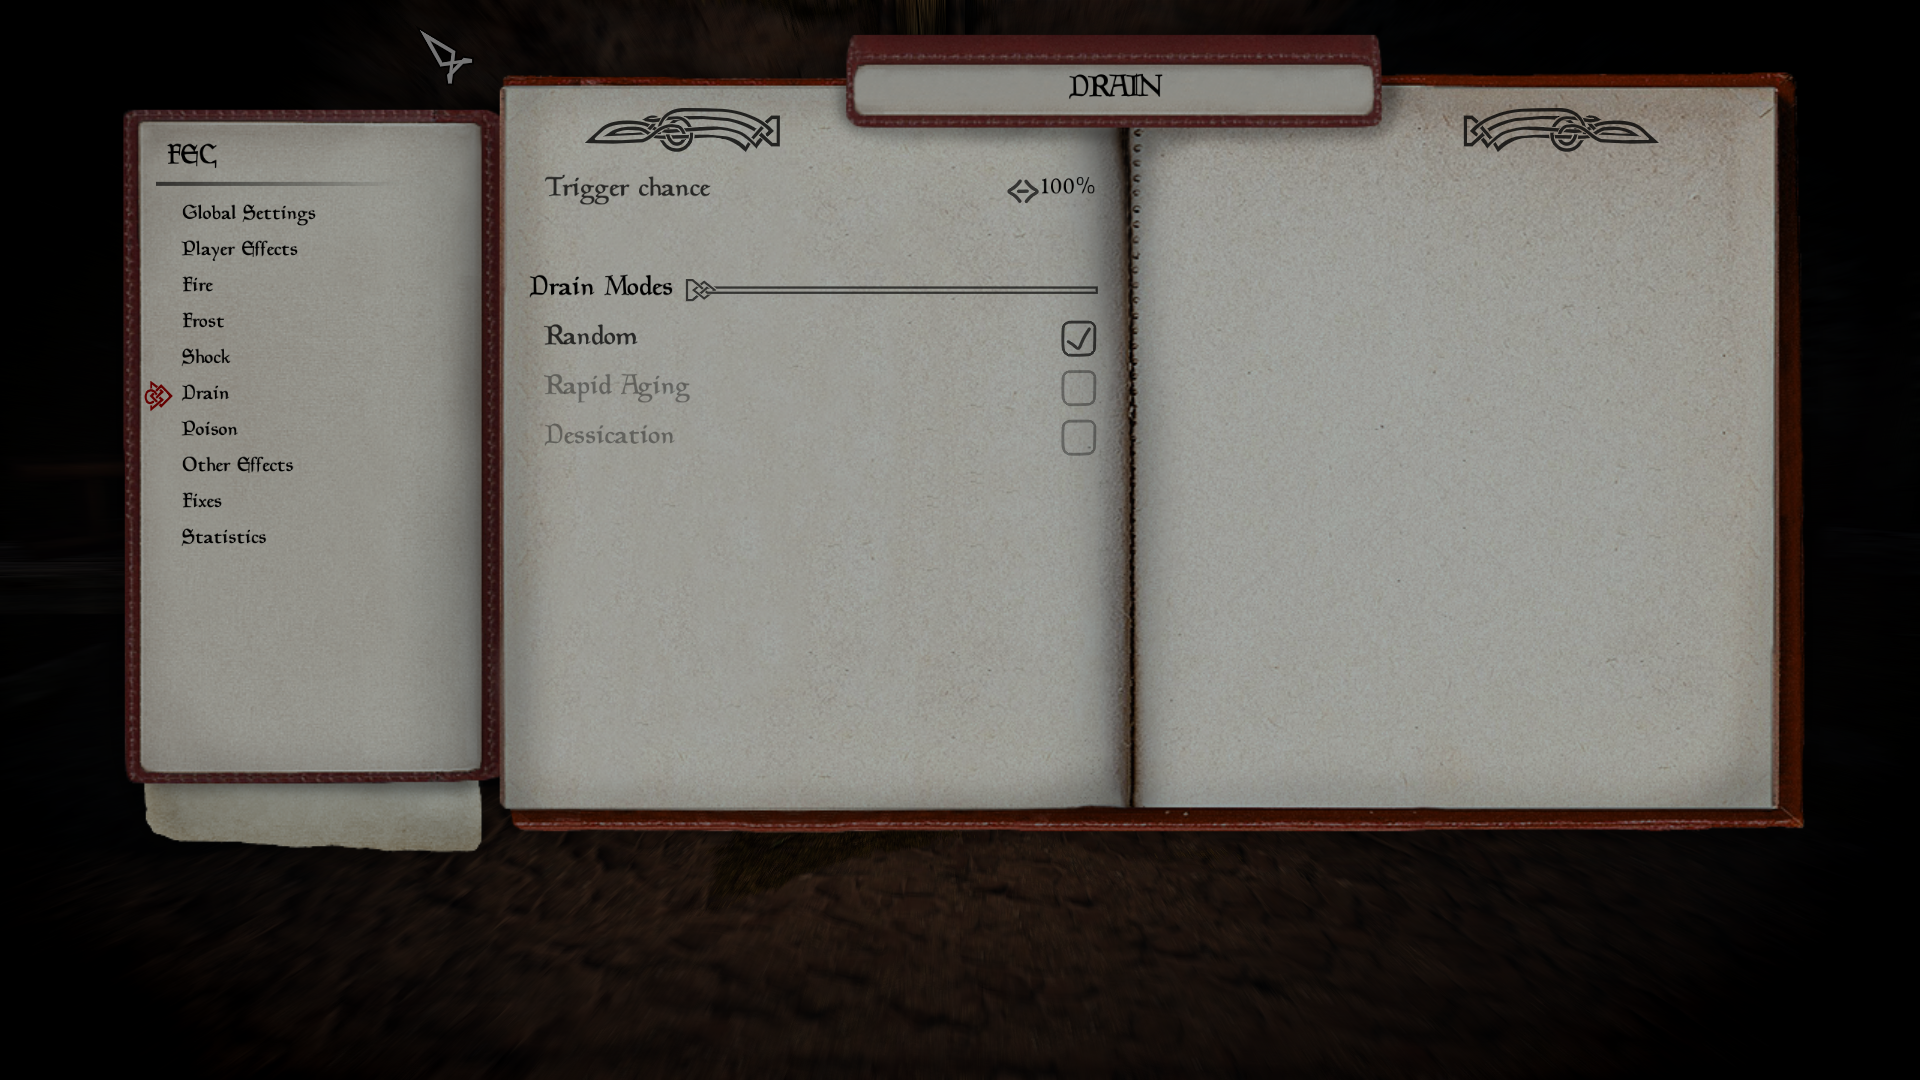 DRAIN
FEC
Global Settings
Player Effects
Fire
Frost
Shock
Drain
Poison
Other Effects
Fixes
Statistics
Trigger chance 100%
Drain Modes
Random
Rapid Aging
Dessication